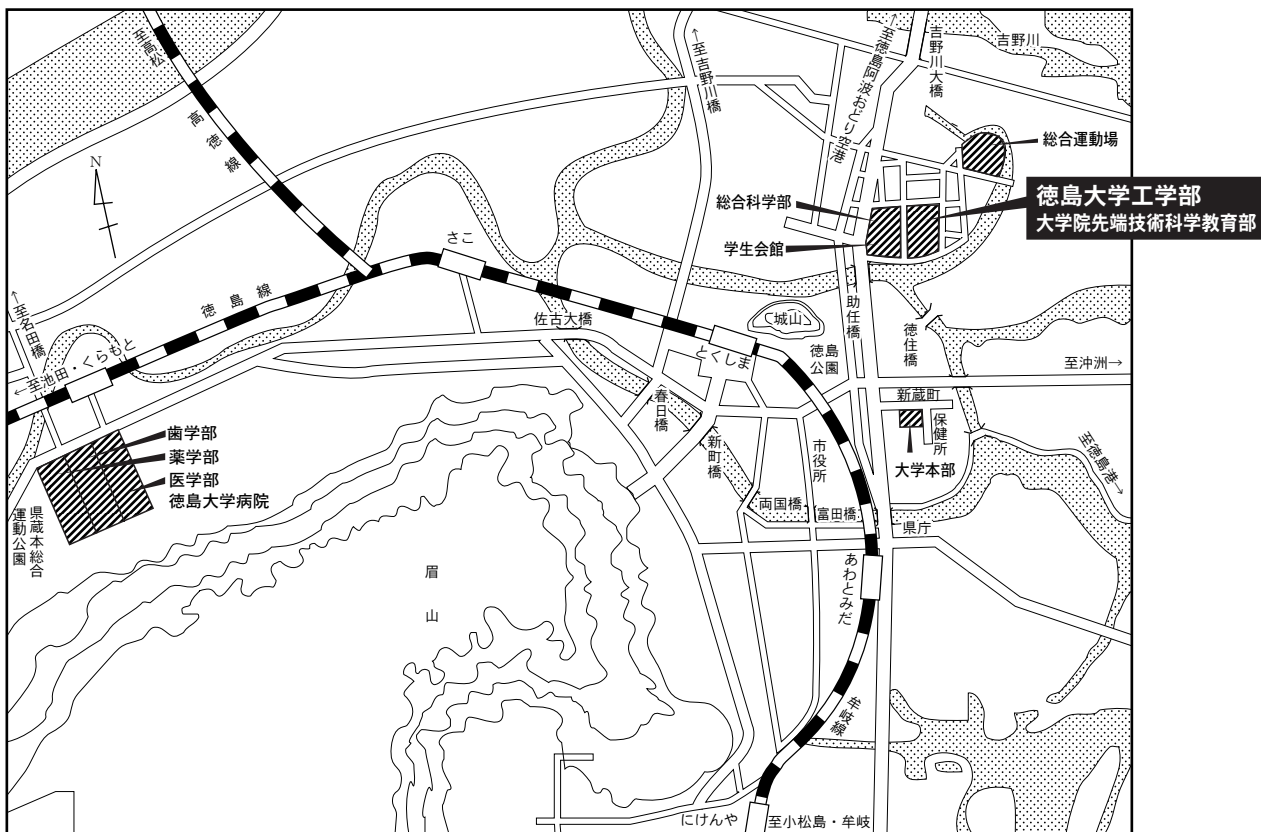 至高松
高徳線
N
←至吉野川橋
←至徳島阿波おどり空港
吉野川大橋
吉野川
総合運動場
総合科学部
徳島大学工学部
大学院先端技術科学教育部
学生会館
さこ
徳島線
←至名田橋
←至池田・くらもと
佐古大橋
とくしま
城山
徳島
公園
助任橋
徳住橋
至沖洲→
新蔵町
保健所
大学本部
春日橋
新町橋
市役所
両国橋
富田橋
県庁
至徳島港→
歯学部
薬学部
医学部
徳島大学病院
県蔵本総合
運動公園
眉山
あわとみだ
牟岐線
にけんや
至小松島・牟岐